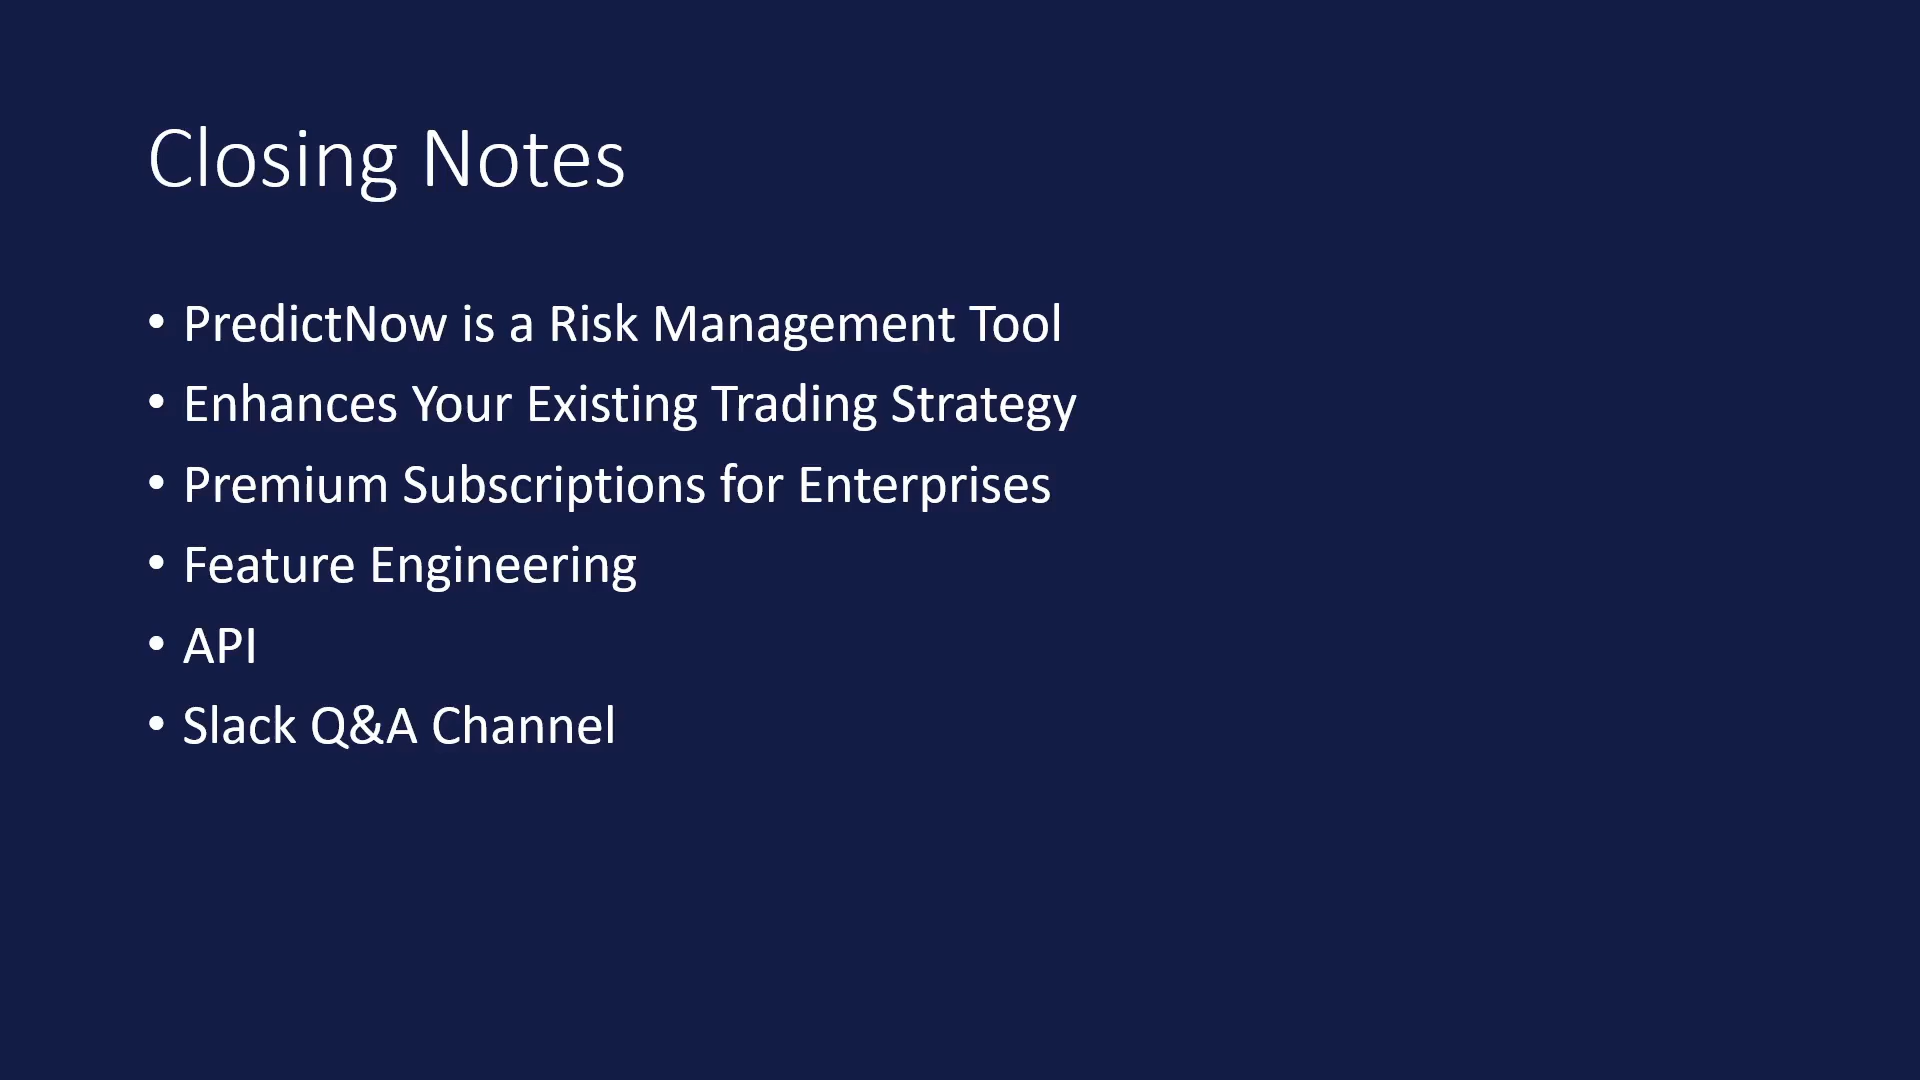 Closing Notes
• PredictNow is a Risk Management Tool
• Enhances Your Existing Trading Strategy
• Premium Subscriptions for Enterprises
• Feature Engineering
• API
• Slack Q&A Channel